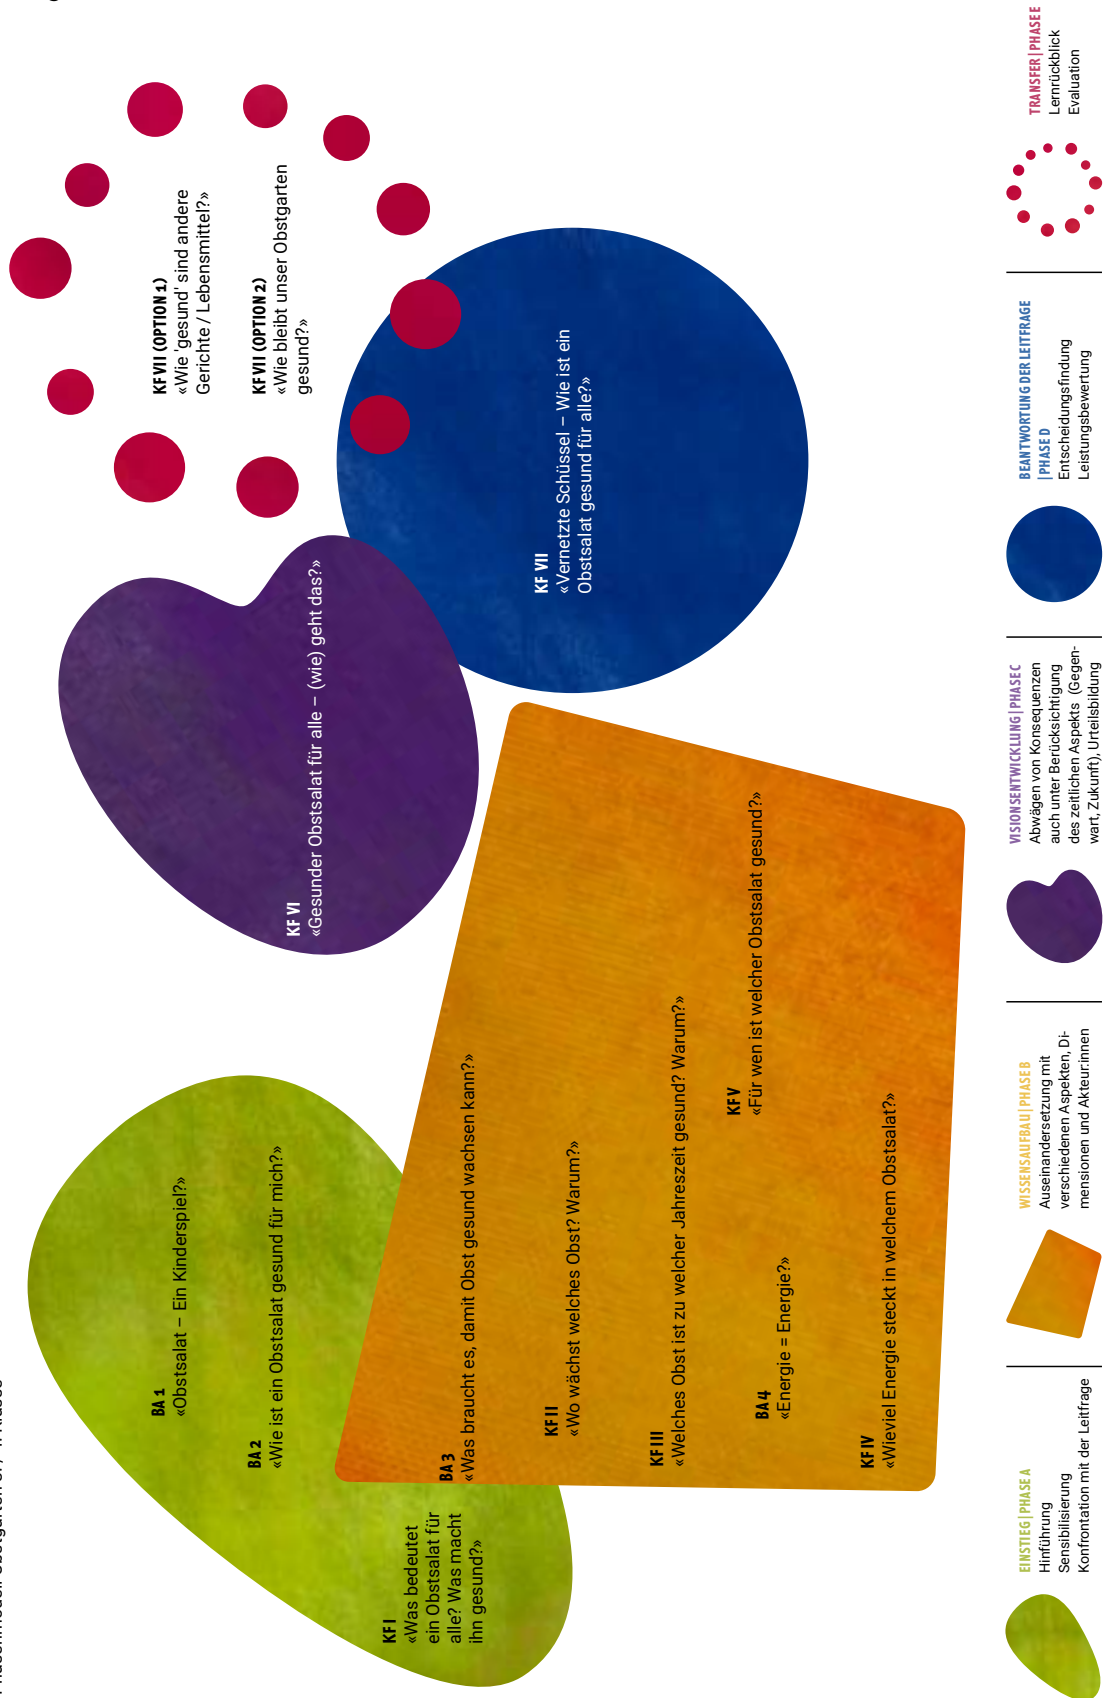 Phasenmodell Obstgarten
BA 1
«Obstsalat – Ein Kinderspiel?»
BA 2
«Wie ist ein Obstsalat gesund für mich?»
KF I
«Was bedeutet
ein Obstsalat für
alle? Was macht
ihn gesund?»
BA 3
«Was braucht es, damit Obst gesund wachsen kann?»
KF II
«Wo wächst welches Obst? Warum?»
KF III
«Welches Obst ist zu welcher Jahreszeit gesund? Warum?»
BA 4
«Energie = Energie?»
KF IV
«Wieviel Energie steckt in welchem Obstsalat?»
KF V
«Für wen ist welcher Obstsalat gesund?»
KF VI
«Gesunder Obstsalat für alle – (wie) geht das?»
KF VII
«Vernetzte Schüssel – Wie ist ein
Obstsalat gesund für alle?»
KF VII (OPTION 1)
«Wie 'gesund' sind andere
Gerichte / Lebensmittel?»
KF VII (OPTION 2)
«Wie bleibt unser Obstgarten
gesund?»
EINSTIEG | PHASE A
Hinführung
Sensibilisierung
Konfrontation mit der Leitfrage
WISSENSAUFBAU | PHASE B
Auseinandersetzung mit
verschiedenen Aspekten, Di-
mensionen und Akteur:innen
VISIONSENTWICKLUNG | PHASE C
Abwägen von Konsequenzen
auch unter Berücksichtigung
des zeitlichen Aspekts (Gegen-
wart, Zukunft), Urteilsbildung
BEANTWORTUNG DER LEITFRAGE
| PHASE D
Entscheidungsfindung
Leistungsbewertung
TRANSFER | PHASE E
Lernrückblick
Evaluation